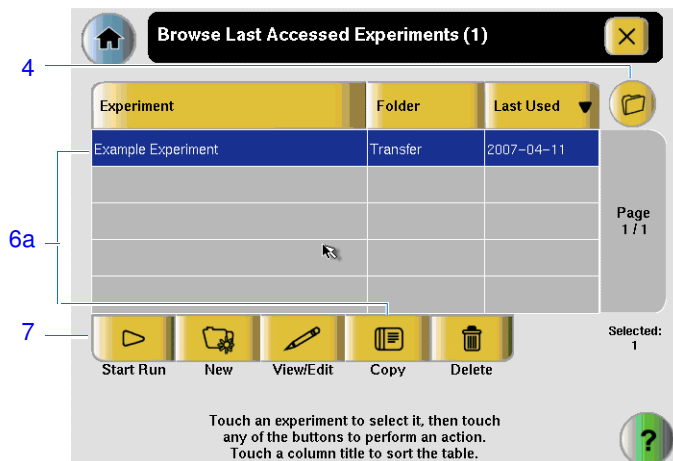 Browse Last Accessed Experiments (1)
4
Experiment Folder Last Used
Example Experiment Transfer 2007-04-11
Page
1 / 1
6a
7
Start Run New View/Edit Copy Delete
Selected:
1
Touch an experiment to select it, then touch
any of the buttons to perform an action.
Touch a column title to sort the table.
?